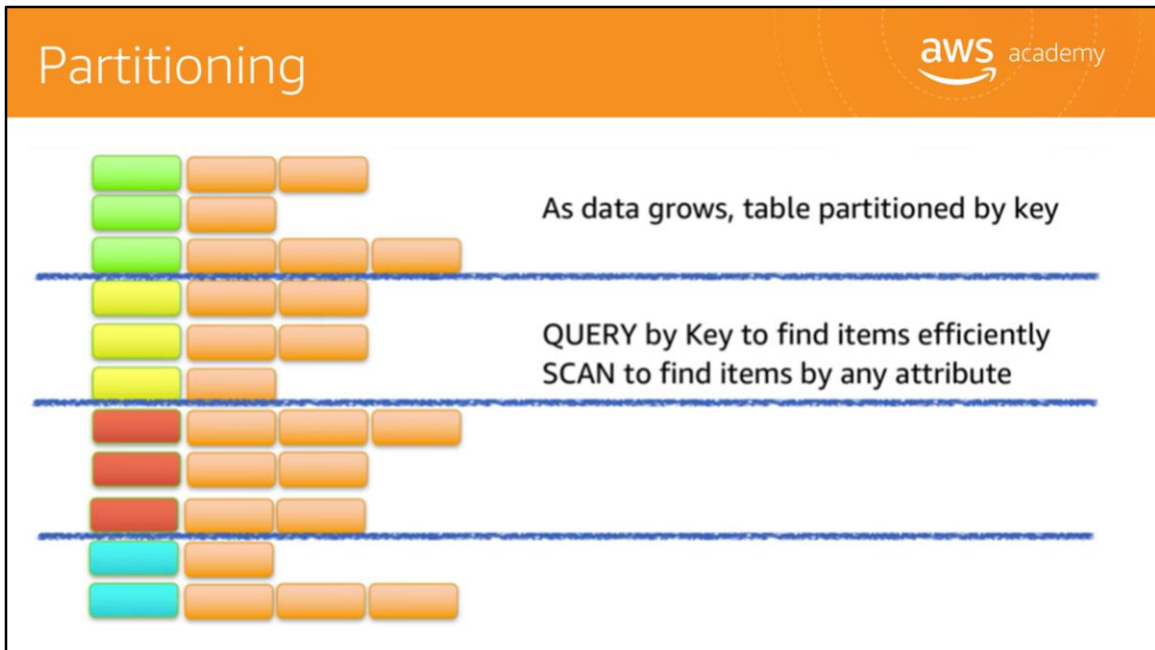 Partitioning
aws academy
As data grows, table partitioned by key
QUERY by Key to find items efficiently
SCAN to find items by any attribute